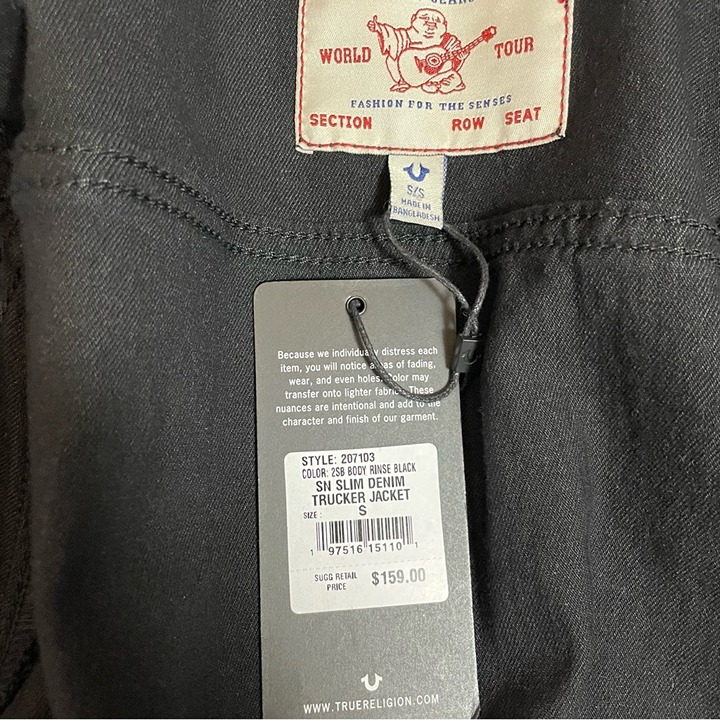 JEANS
WORLD TOUR
FASHION FOR THE SENSES
SECTION ROW SEAT
S/S
MADE IN
BANGLADESH
Because we individually distress each
item, you will notice areas of fading,
wear, and even holes. Color may
transfer onto lighter fabrics. These
nuances are intentional and add to the
character and finish of our garment.
STYLE: 207103
COLOR: 2SB BODY RINSE BLACK
SN SLIM DENIM
TRUCKER JACKET
SIZE : S
1 97516 15110 1
SUGG RETAIL PRICE $159.00
WWW.TRUERELIGION.COM